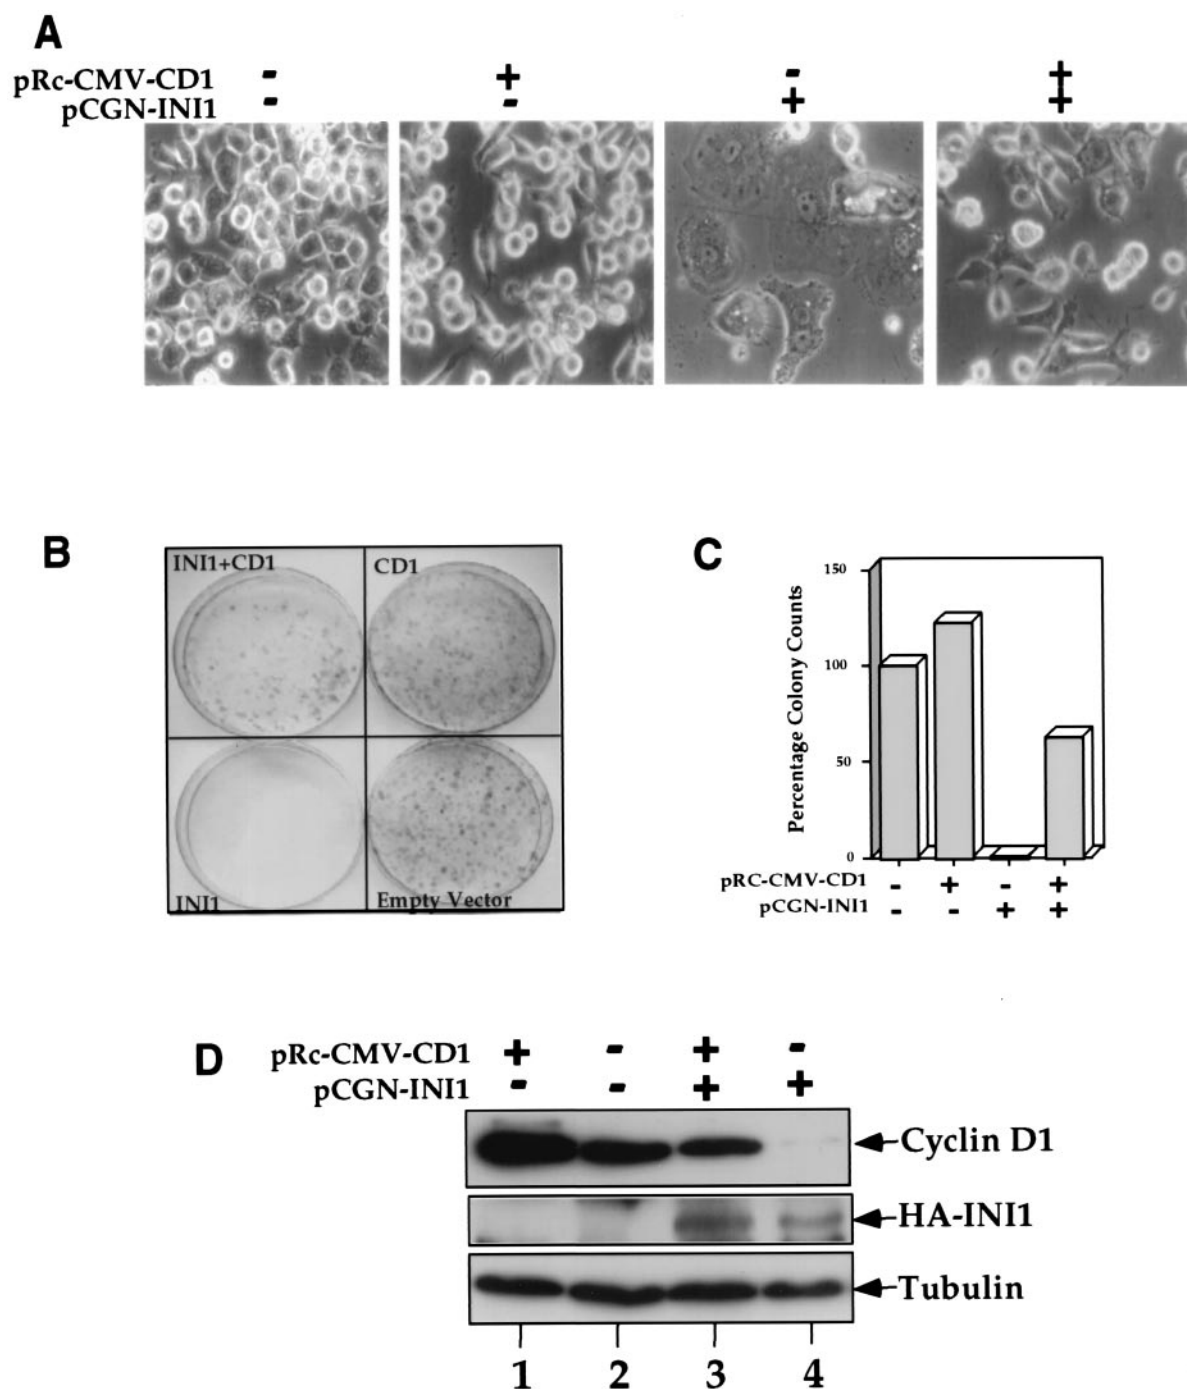 A
pRc-CMV-CD1 - + - +
pCGN-INI1 - - + +
B
INI1+CD1 CD1
INI1 Empty Vector
C
Percentage Colony Counts
150
100
50
0
pRC-CMV-CD1 - + - +
pCGN-INI1 - - + +
D
pRc-CMV-CD1 + - + -
pCGN-INI1 - - + +
Cyclin D1
HA-INI1
Tubulin
1 2 3 4